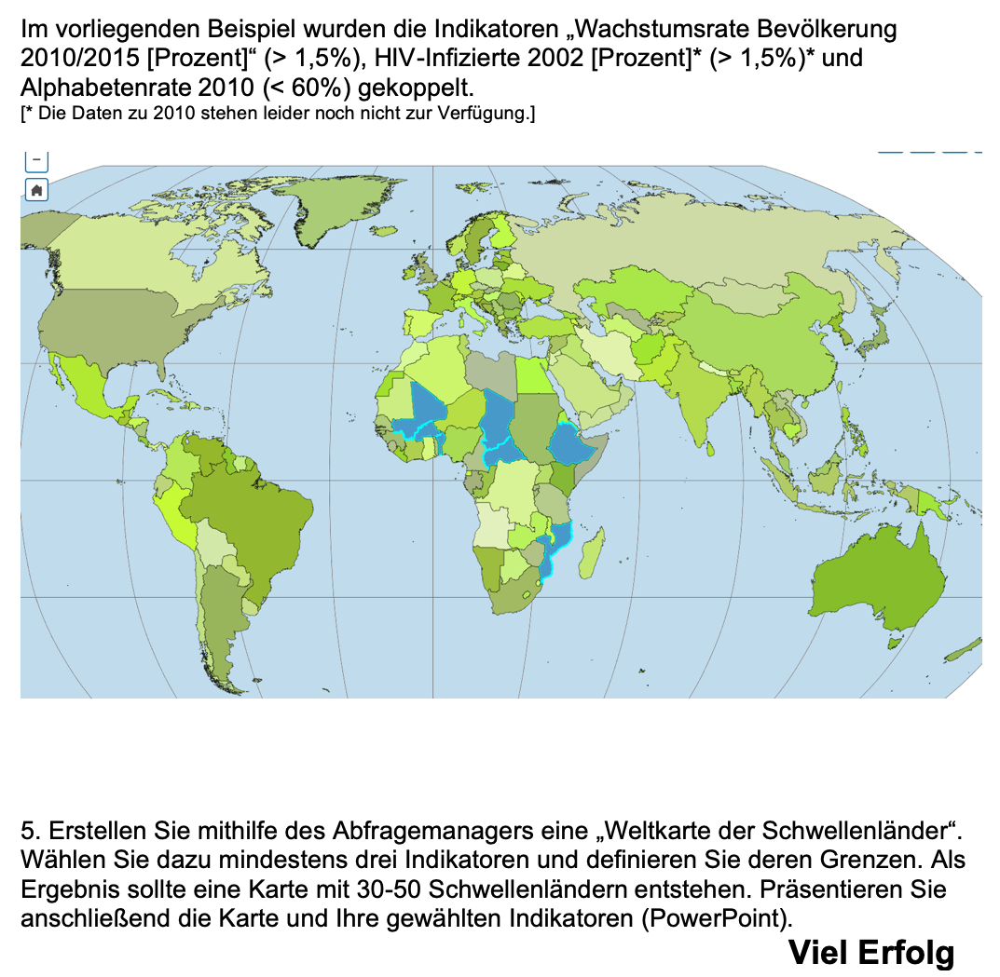 Im vorliegenden Beispiel wurden die Indikatoren „Wachstumsrate Bevölkerung
2010/2015 [Prozent]“ (> 1,5%), HIV-Infizierte 2002 [Prozent]* (> 1,5%)* und
Alphabetenrate 2010 (< 60%) gekoppelt.
[* Die Daten zu 2010 stehen leider noch nicht zur Verfügung.]
5. Erstellen Sie mithilfe des Abfragemanagers eine „Weltkarte der Schwellenländer“.
Wählen Sie dazu mindestens drei Indikatoren und definieren Sie deren Grenzen. Als
Ergebnis sollte eine Karte mit 30-50 Schwellenländern entstehen. Präsentieren Sie
anschließend die Karte und Ihre gewählten Indikatoren (PowerPoint).
Viel Erfolg